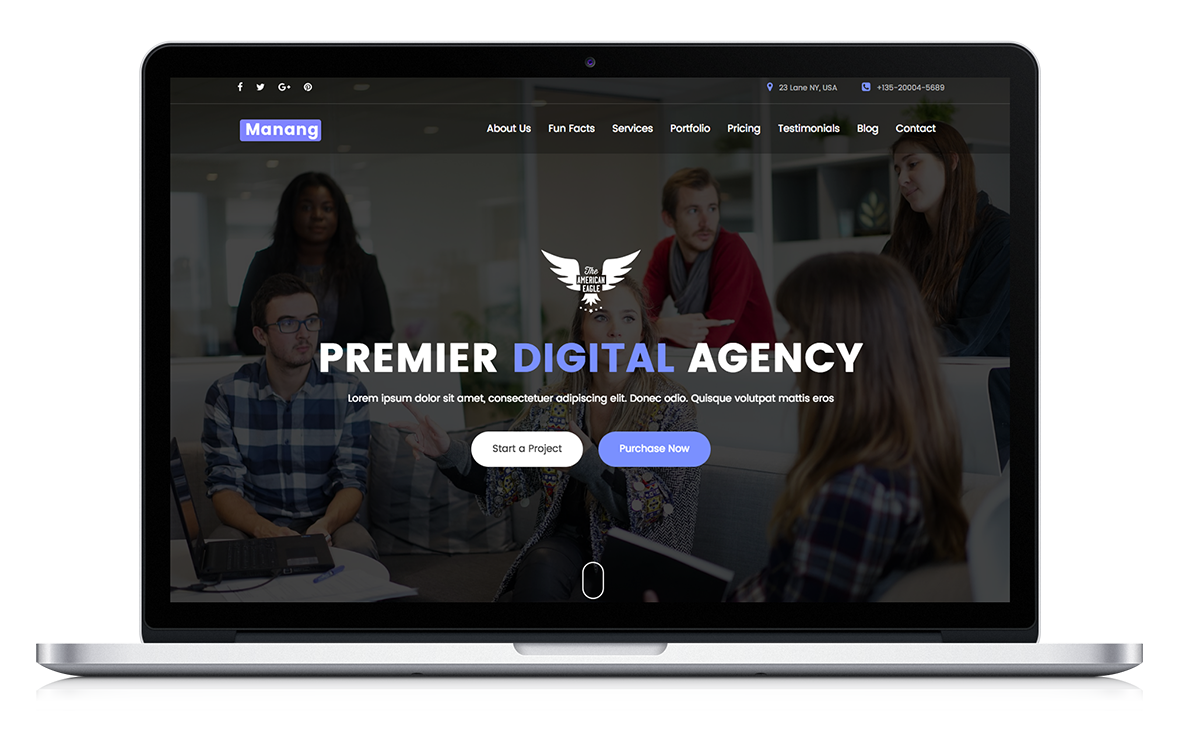 23 Lane NY, USA +135-20004-5689
Manang About Us Fun Facts Services Portfolio Pricing Testimonials Blog Contact
The
AMERICAN
EAGLE
PREMIER DIGITAL AGENCY
Lorem ipsum dolor sit amet, consectetuer adipiscing elit. Donec odio. Quisque volutpat mattis eros
Start a Project Purchase Now